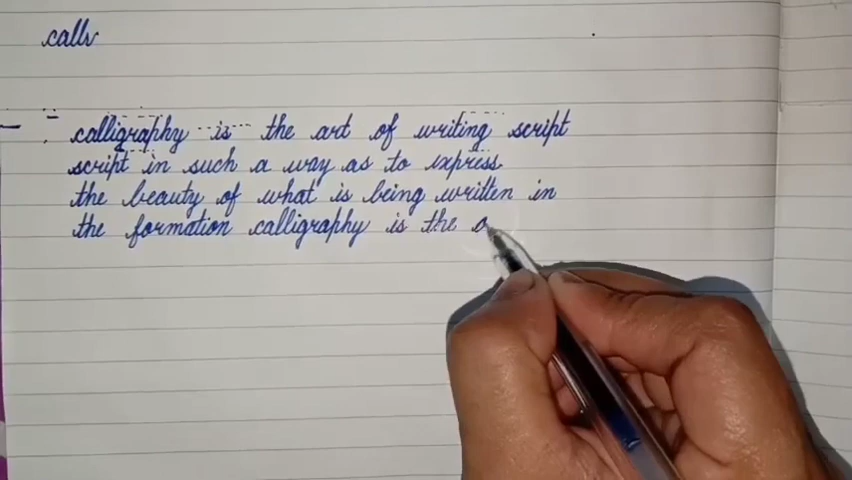 calls
calligraphy is the art of writing script
script in such a way as to express
the beauty of what is being written in
the formation calligraphy is the a